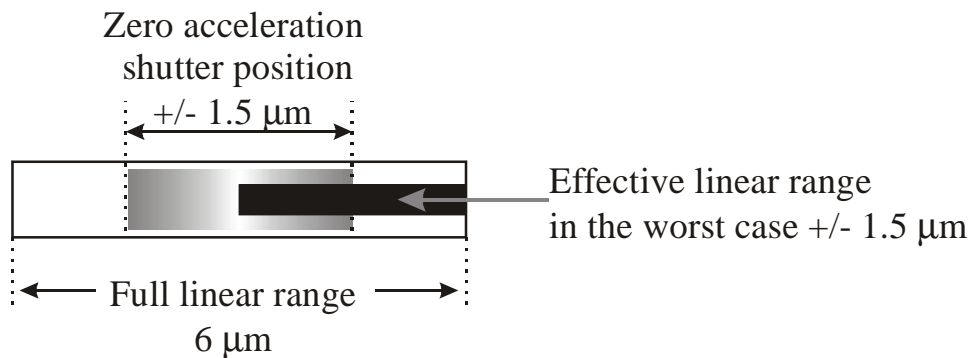 Zero acceleration
shutter position
+/- 1.5 μm
Effective linear range
in the worst case +/- 1.5 μm
Full linear range
6 μm